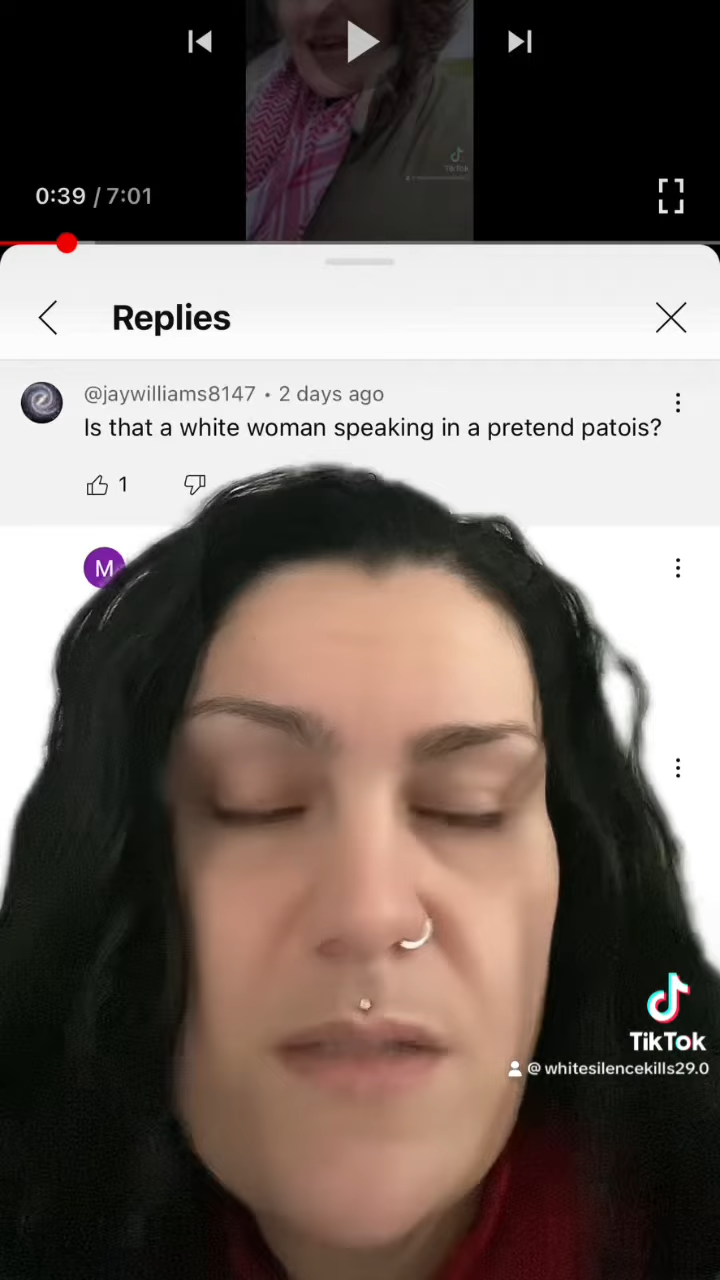 TikTok
0:39 / 7:01
Replies
@jaywilliams8147 • 2 days ago
Is that a white woman speaking in a pretend patois?
1
M
TikTok
@whitesilencekills29.0